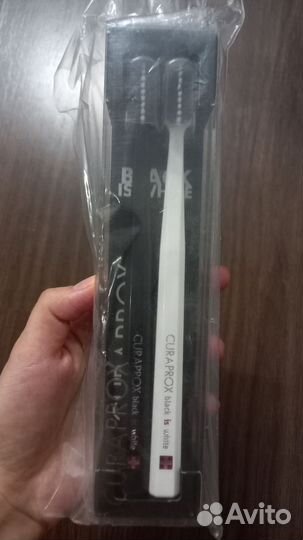 BLACK
IS WHITE
CURAPROX
CURAPROX black is white
CURAPROX black is white
Avito